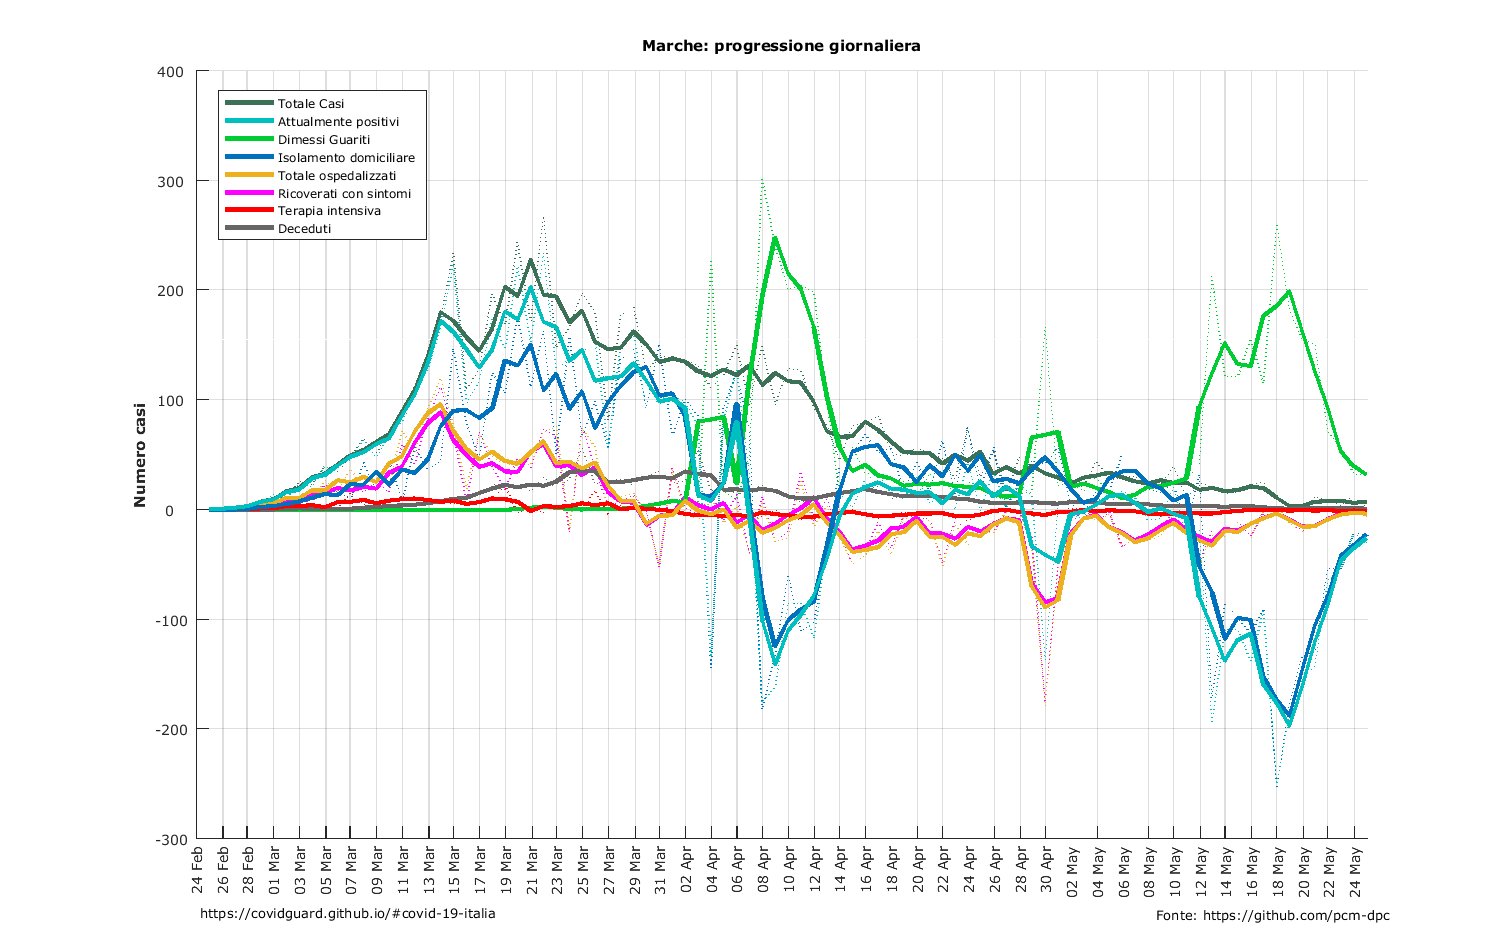 Marche: progressione giornaliera
Numero casi
400
300
200
100
0
-100
-200
-300
Totale Casi
Attualmente positivi
Dimessi Guariti
Isolamento domiciliare
Totale ospedalizzati
Ricoverati con sintomi
Terapia intensiva
Deceduti
24 Feb
26 Feb
28 Feb
01 Mar
03 Mar
05 Mar
07 Mar
09 Mar
11 Mar
13 Mar
15 Mar
17 Mar
19 Mar
21 Mar
23 Mar
25 Mar
27 Mar
29 Mar
31 Mar
02 Apr
04 Apr
06 Apr
08 Apr
10 Apr
12 Apr
14 Apr
16 Apr
18 Apr
20 Apr
22 Apr
24 Apr
26 Apr
28 Apr
30 Apr
02 May
04 May
06 May
08 May
10 May
12 May
14 May
16 May
18 May
20 May
22 May
24 May
https://covidguard.github.io/#covid-19-italia
Fonte: https://github.com/pcm-dpc